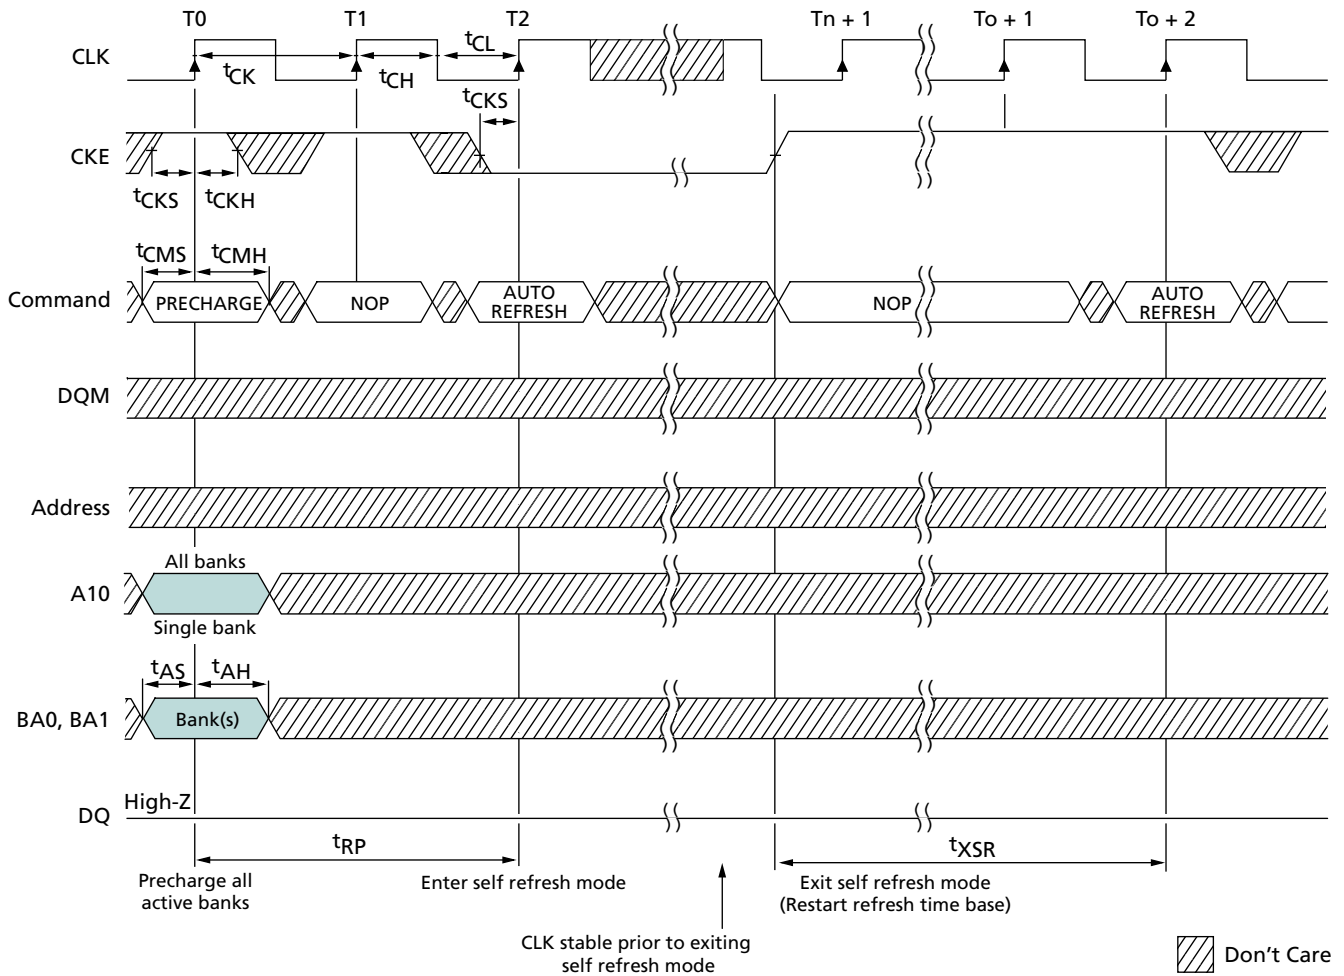 T0 T1 T2 Tn + 1 To + 1 To + 2
CLK
tCK tCH tCL
tCKS
CKE
tCKS tCKH
tCMS tCMH
Command PRECHARGE NOP AUTO REFRESH NOP AUTO REFRESH
DQM
Address
All banks
A10
Single bank
tAS tAH
BA0, BA1 Bank(s)
High-Z
DQ
tRP tXSR
Precharge all
active banks
Enter self refresh mode
Exit self refresh mode
(Restart refresh time base)
CLK stable prior to exiting
self refresh mode
Don't Care